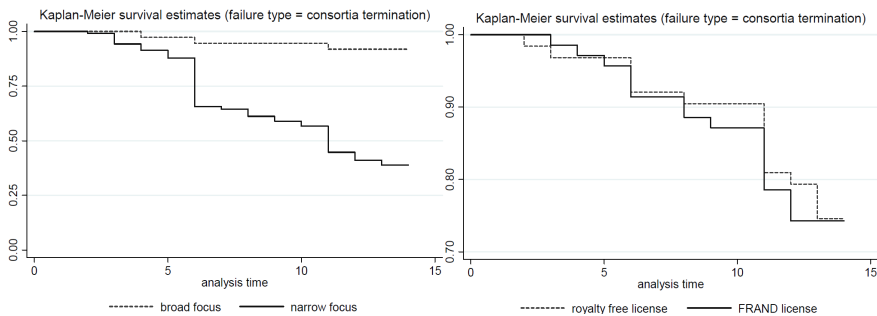 Kaplan-Meier survival estimates (failure type = consortia termination)
1.00
0.75
0.50
0.25
0.00
0
5
10
15
analysis time
broad focus
narrow focus
Kaplan-Meier survival estimates (failure type = consortia termination)
1.00
0.90
0.80
0.70
0
5
10
15
analysis time
royalty free license
FRAND license